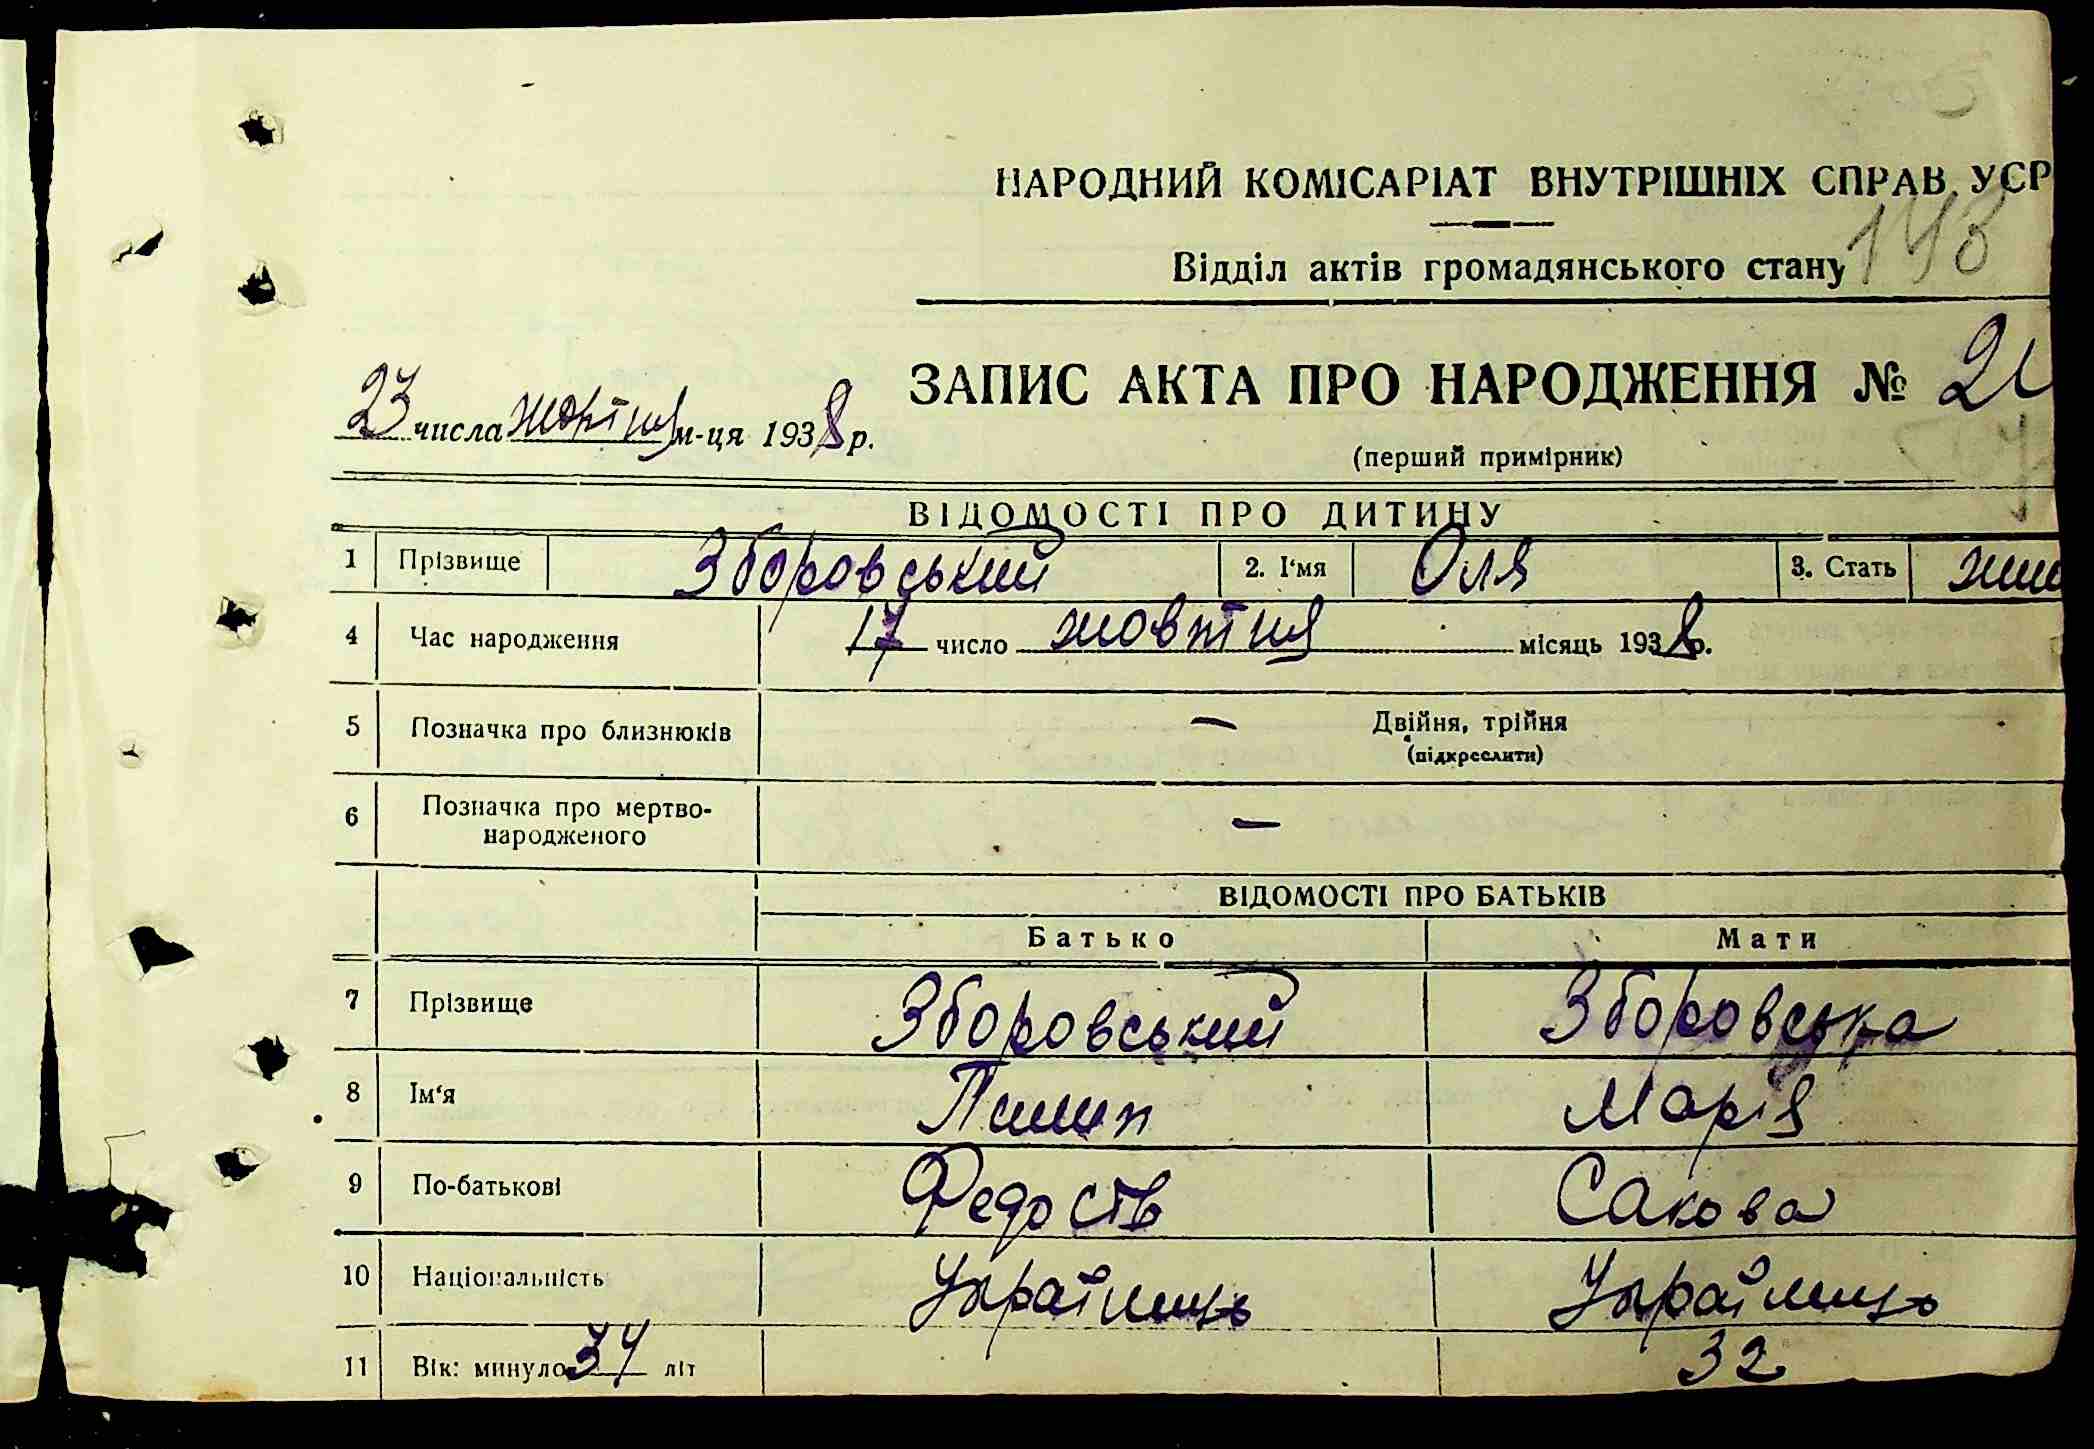 НАРОДНИЙ КОМІСАРІАТ ВНУТРІШНІХ СПРАВ УСР
143
Відділ актів громадянського стану
ЗАПИС АКТА ПРО НАРОДЖЕННЯ № 21
23 числа жовтня м-ця 1938 р.
(перший примірник)
ВІДОМОСТІ ПРО ДИТИНУ
1 Прізвище Зборовський 2. І'мя Оля 3. Стать
4 Час народження 17 число жовтня місяць 1938 р.
5 Позначка про близнюків — Двійня, трійня
(підкреслити)
6 Позначка про мертво-
народженого —
ВІДОМОСТІ ПРО БАТЬКІВ
Батько Мати
7 Прізвище Зборовський Зборовська
8 Ім'я Пилип Марія
9 По-батькові Сакова
10 Національність Українець Українець
11 Вік: минуло 34 літ 32